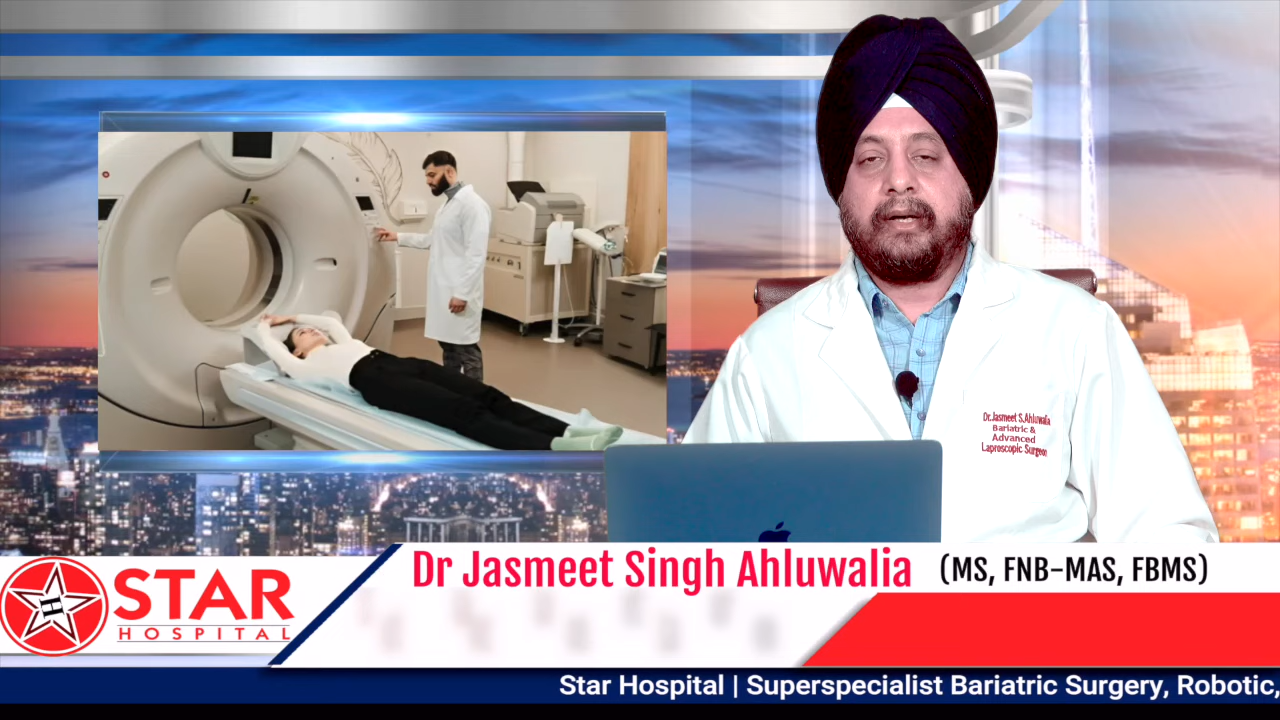 Dr.Jasmeet S.Ahluwalia
Bariatric &
Advanced
Laproscopic Surgeon
Dr Jasmeet Singh Ahluwalia (MS, FNB-MAS, FBMS)
STAR
HOSPITAL
Star Hospital | Superspecialist Bariatric Surgery, Robotic,